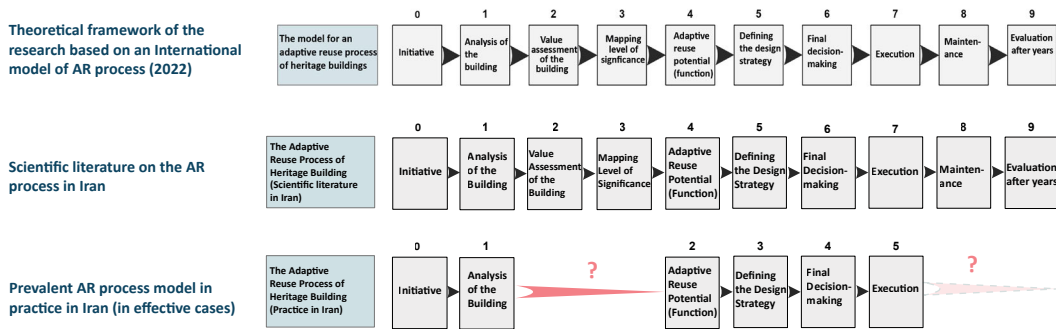 Theoretical framework of the
research based on an International
model of AR process (2022)
The model for an
adaptive reuse process
of heritage buildings
0 1 2 3 4 5 6 7 8 9
Initiative
Analysis of
the
building
Value
assessment
of the
building
Mapping
level of
signficance
Adaptive
reuse
potential
(function)
Defining
the design
strategy
Final
decision-
making
Execution
Mainten-
ance
Evaluation
after years
Scientific literature on the AR
process in Iran
The Adaptive
Reuse Process of
Heritage Building
(Scientific literature
in Iran)
0 1 2 3 4 5 6 7 8 9
Initiative
Analysis
of the
Building
Value
Assessment
of the
Building
Mapping
Level of
Significance
Adaptive
Reuse
Potential
(Function)
Defining
the Design
Strategy
Final
Decision-
making
Execution
Mainten-
ance
Evaluation
after years
Prevalent AR process model in
practice in Iran (in effective cases)
The Adaptive
Reuse Process of
Heritage Building
(Practice in Iran)
0 1 2 3 4 5
Initiative
Analysis
of the
Building
?
Adaptive
Reuse
Potential
(Function)
Defining
the Design
Strategy
Final
Decision-
making
Execution
?